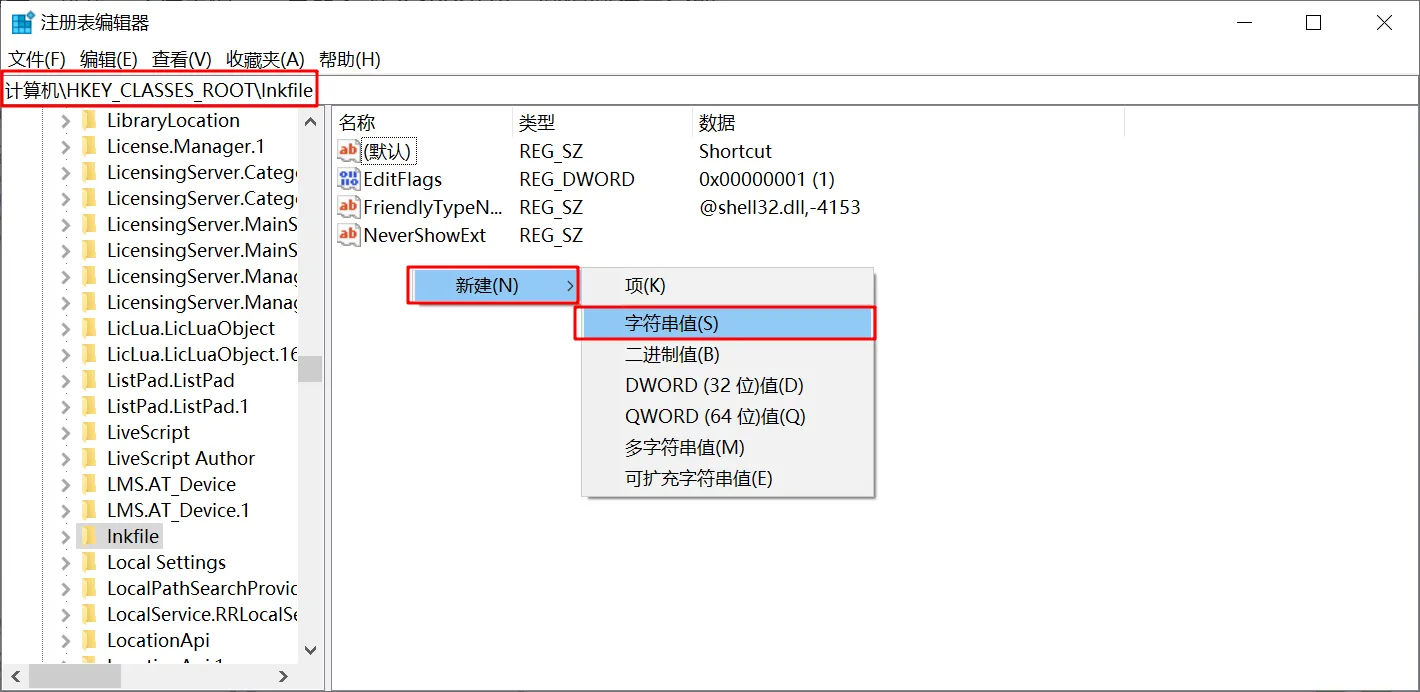 注册表编辑器
文件(F) 编辑(E) 查看(V) 收藏夹(A) 帮助(H)
计算机\HKEY_CLASSES_ROOT\lnkfile
LibraryLocation
License.Manager.1
LicensingServer.Catego
LicensingServer.Catego
LicensingServer.MainS
LicensingServer.MainS
LicensingServer.Manag
LicensingServer.Manag
LicLua.LicLuaObject
LicLua.LicLuaObject.16
ListPad.ListPad
ListPad.ListPad.1
LiveScript
LiveScript Author
LMS.AT_Device
LMS.AT_Device.1
lnkfile
Local Settings
LocalPathSearchProvid
LocalService.RRLocalSe
LocationApi
名称 类型 数据
(默认) REG_SZ Shortcut
EditFlags REG_DWORD 0x00000001 (1)
FriendlyTypeN... REG_SZ @shell32.dll,-4153
NeverShowExt REG_SZ
新建(N)
项(K)
字符串值(S)
二进制值(B)
DWORD (32 位)值(D)
QWORD (64 位)值(Q)
多字符串值(M)
可扩充字符串值(E)